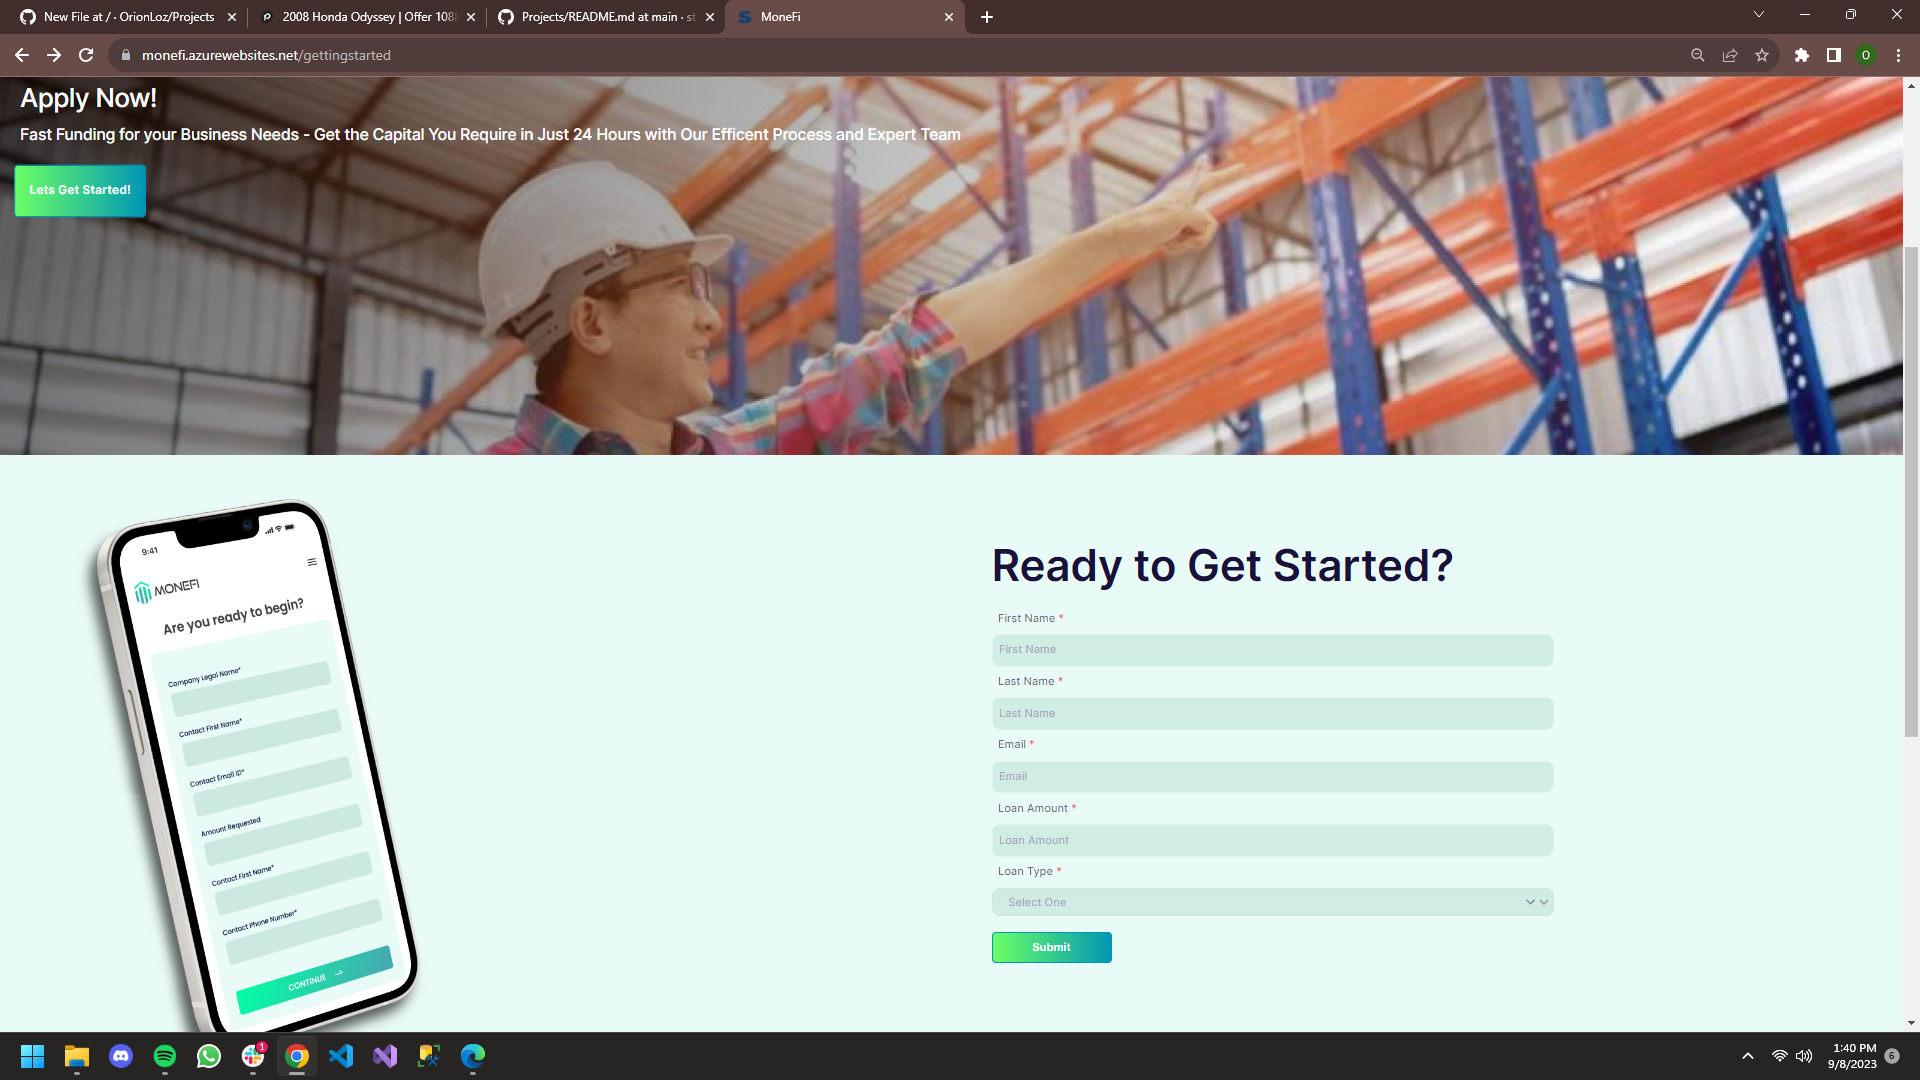 New File at / · OrionLoz/Projects
2008 Honda Odyssey | Offer 1088
Projects/README.md at main · st
MoneFi
monefi.azurewebsites.net/gettingstarted
O
Apply Now!
Fast Funding for your Business Needs - Get the Capital You Require in Just 24 Hours with Our Efficent Process and Expert Team
Lets Get Started!
9:41
MONEFI
Are you ready to begin?
Company Legal Name*
Contact First Name*
Contact Email ID*
Amount Requested
Contact First Name*
Contact Phone Number*
CONTINUE
Ready to Get Started?
First Name *
First Name
Last Name *
Last Name
Email *
Email
Loan Amount *
Loan Amount
Loan Type *
Select One
Submit
1
1:40 PM
9/8/2023
6